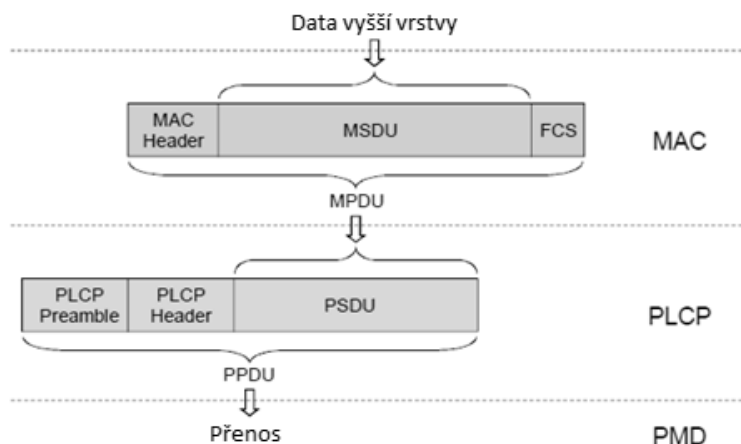 Data vyšší vrstvy
MAC
Header
MSDU
FCS
MAC
MPDU
PLCP
Preamble
PLCP
Header
PSDU
PLCP
PPDU
Přenos
PMD